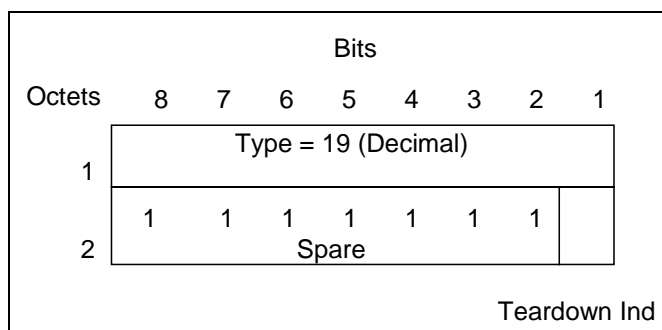 Bits
Octets 8 7 6 5 4 3 2 1
Type = 19 (Decimal)
1
1 1 1 1 1 1 1
2 Spare
Teardown Ind